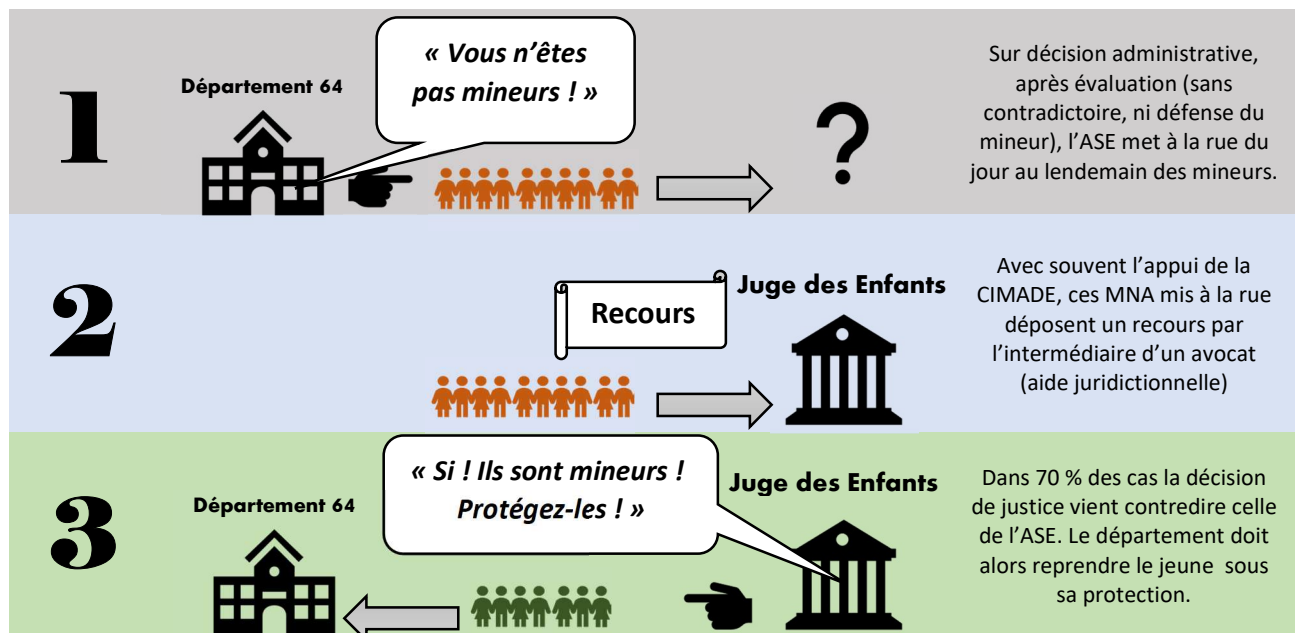 1
Département 64
« Vous n'êtes
pas mineurs ! »
?
Sur décision administrative,
après évaluation (sans
contradictoire, ni défense du
mineur), l'ASE met à la rue du
jour au lendemain des mineurs.
2
Recours
Juge des Enfants
Avec souvent l'appui de la
CIMADE, ces MNA mis à la rue
déposent un recours par
l'intermédiaire d'un avocat
(aide juridictionnelle)
3
Département 64
« Si ! Ils sont mineurs !
Protégez-les ! »
Juge des Enfants
Dans 70 % des cas la décision
de justice vient contredire celle
de l'ASE. Le département doit
alors reprendre le jeune sous
sa protection.